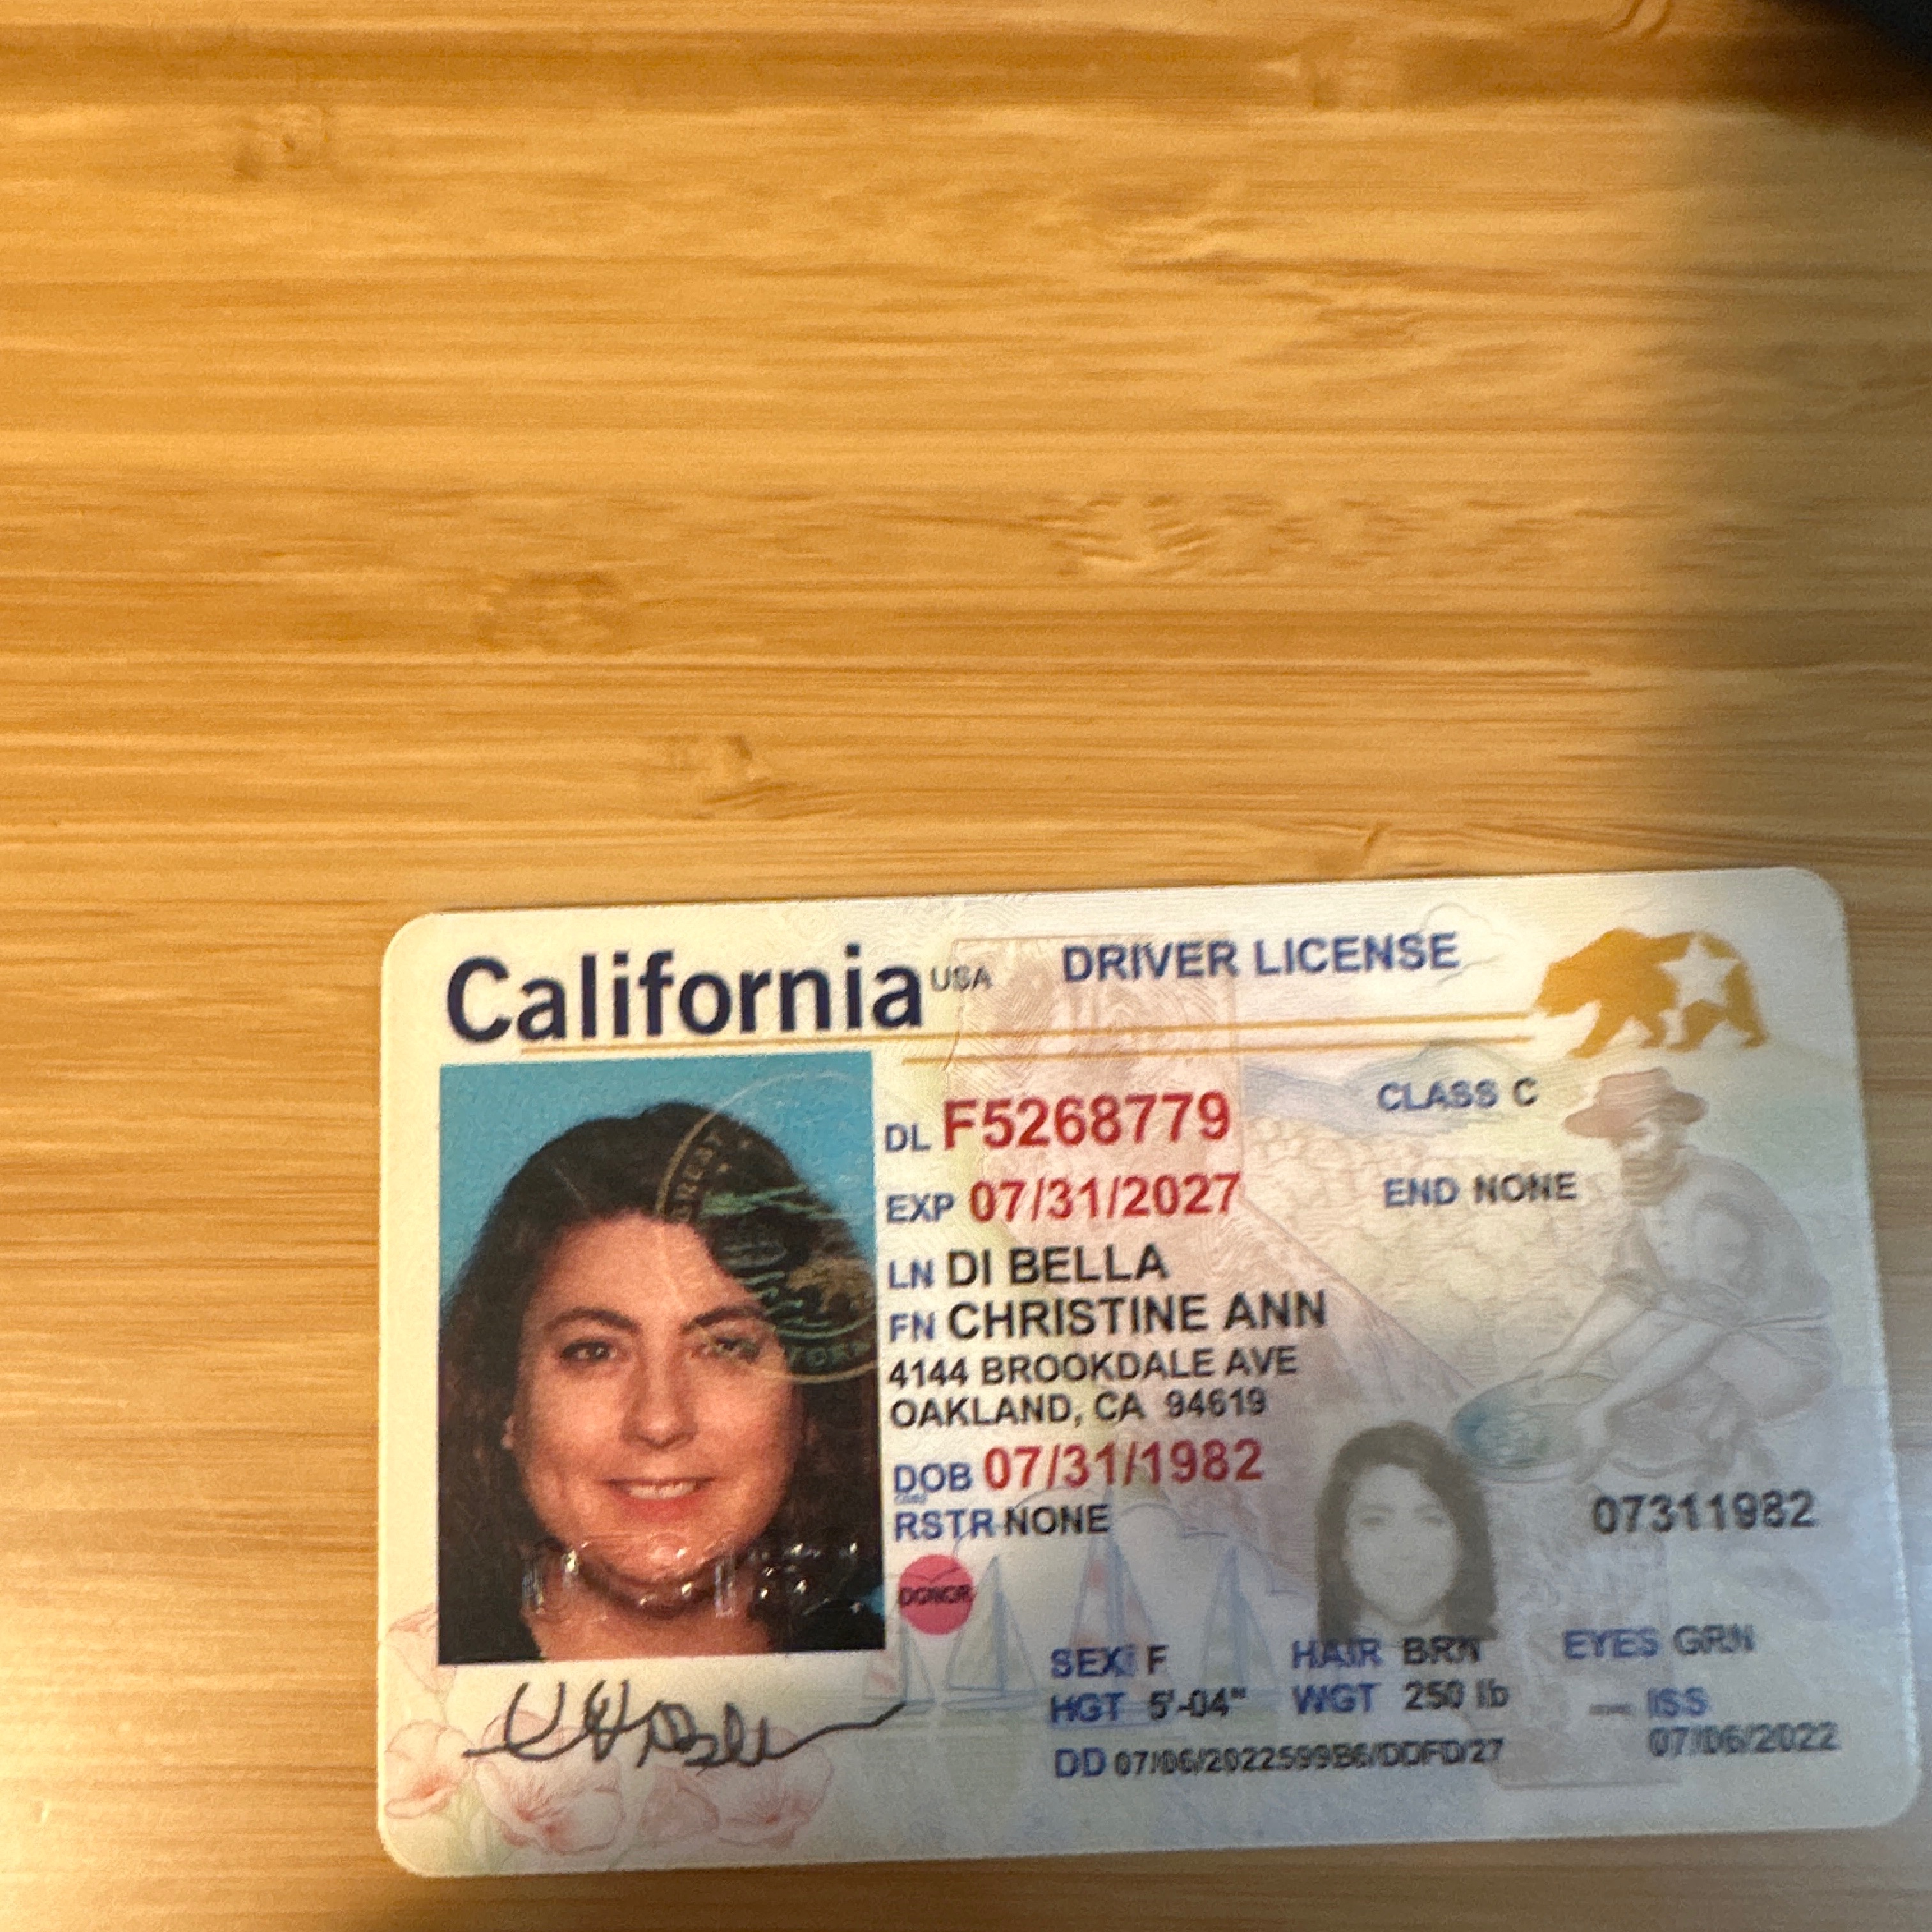 California USA DRIVER LICENSE
DL F5268779 CLASS C
EXP 07/31/2027 END NONE
LN DI BELLA
FN CHRISTINE ANN
4144 BROOKDALE AVE
OAKLAND, CA 94619
DOB 07/31/1982
RSTR NONE 07311982
DONOR
SEX F HAIR BRN EYES GRN
HGT 5'-04" WGT 250 lb ISS
DD 07/06/2022599B6/DDFD/27 07/06/2022